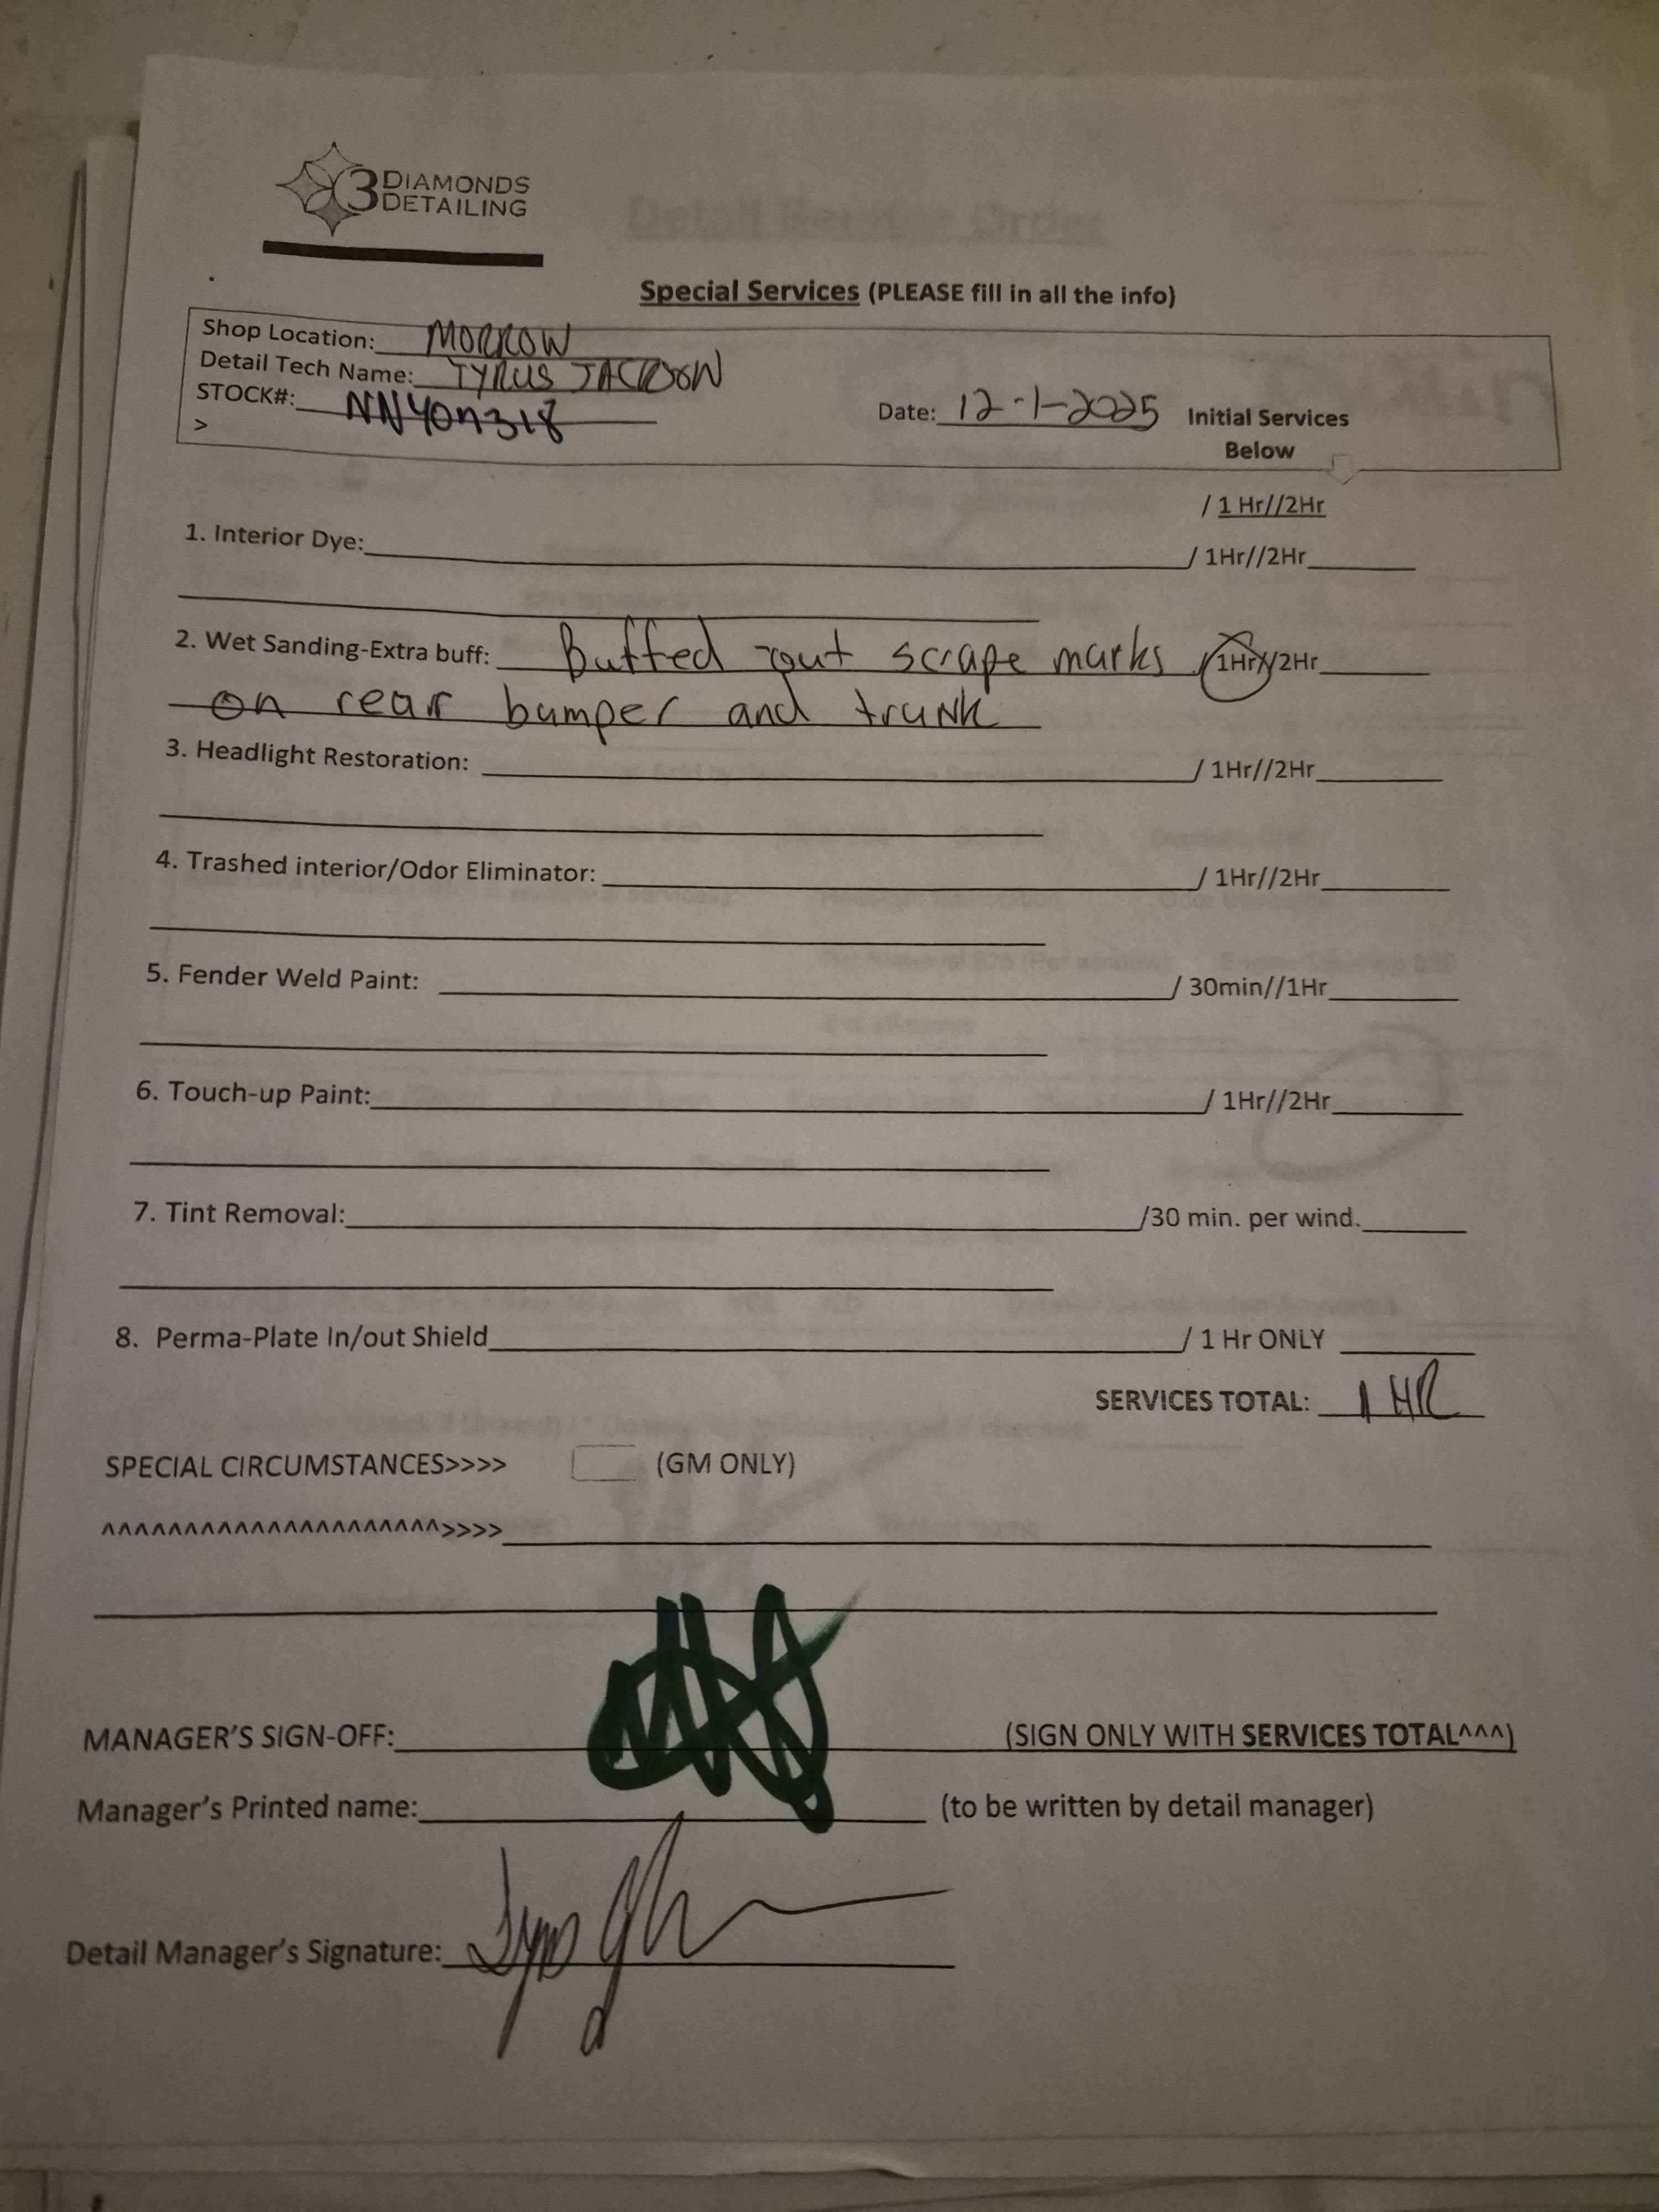 3 DIAMONDS
DETAILING
Special Services (PLEASE fill in all the info)
Shop Location: MORROW
Detail Tech Name: TYRUS JACKSON
STOCK#:
Date: 12-1-2025 Initial Services
Below
>
/ 1 Hr//2Hr
1. Interior Dye: / 1Hr//2Hr
2. Wet Sanding-Extra buff: Buffed out scrape marks / 1Hr//2Hr
on rear bumper and trunk
3. Headlight Restoration: / 1Hr//2Hr
4. Trashed interior/Odor Eliminator: / 1Hr//2Hr
5. Fender Weld Paint: / 30min//1Hr
6. Touch-up Paint: / 1Hr//2Hr
7. Tint Removal: /30 min. per wind.
8. Perma-Plate In/out Shield / 1 Hr ONLY
SERVICES TOTAL: 1 HR
SPECIAL CIRCUMSTANCES>>>> (GM ONLY)
^^^^^^^^^^^^^^^^^^^^^>>>>
MANAGER'S SIGN-OFF: (SIGN ONLY WITH SERVICES TOTAL^^^)
Manager's Printed name: (to be written by detail manager)
Detail Manager's Signature: